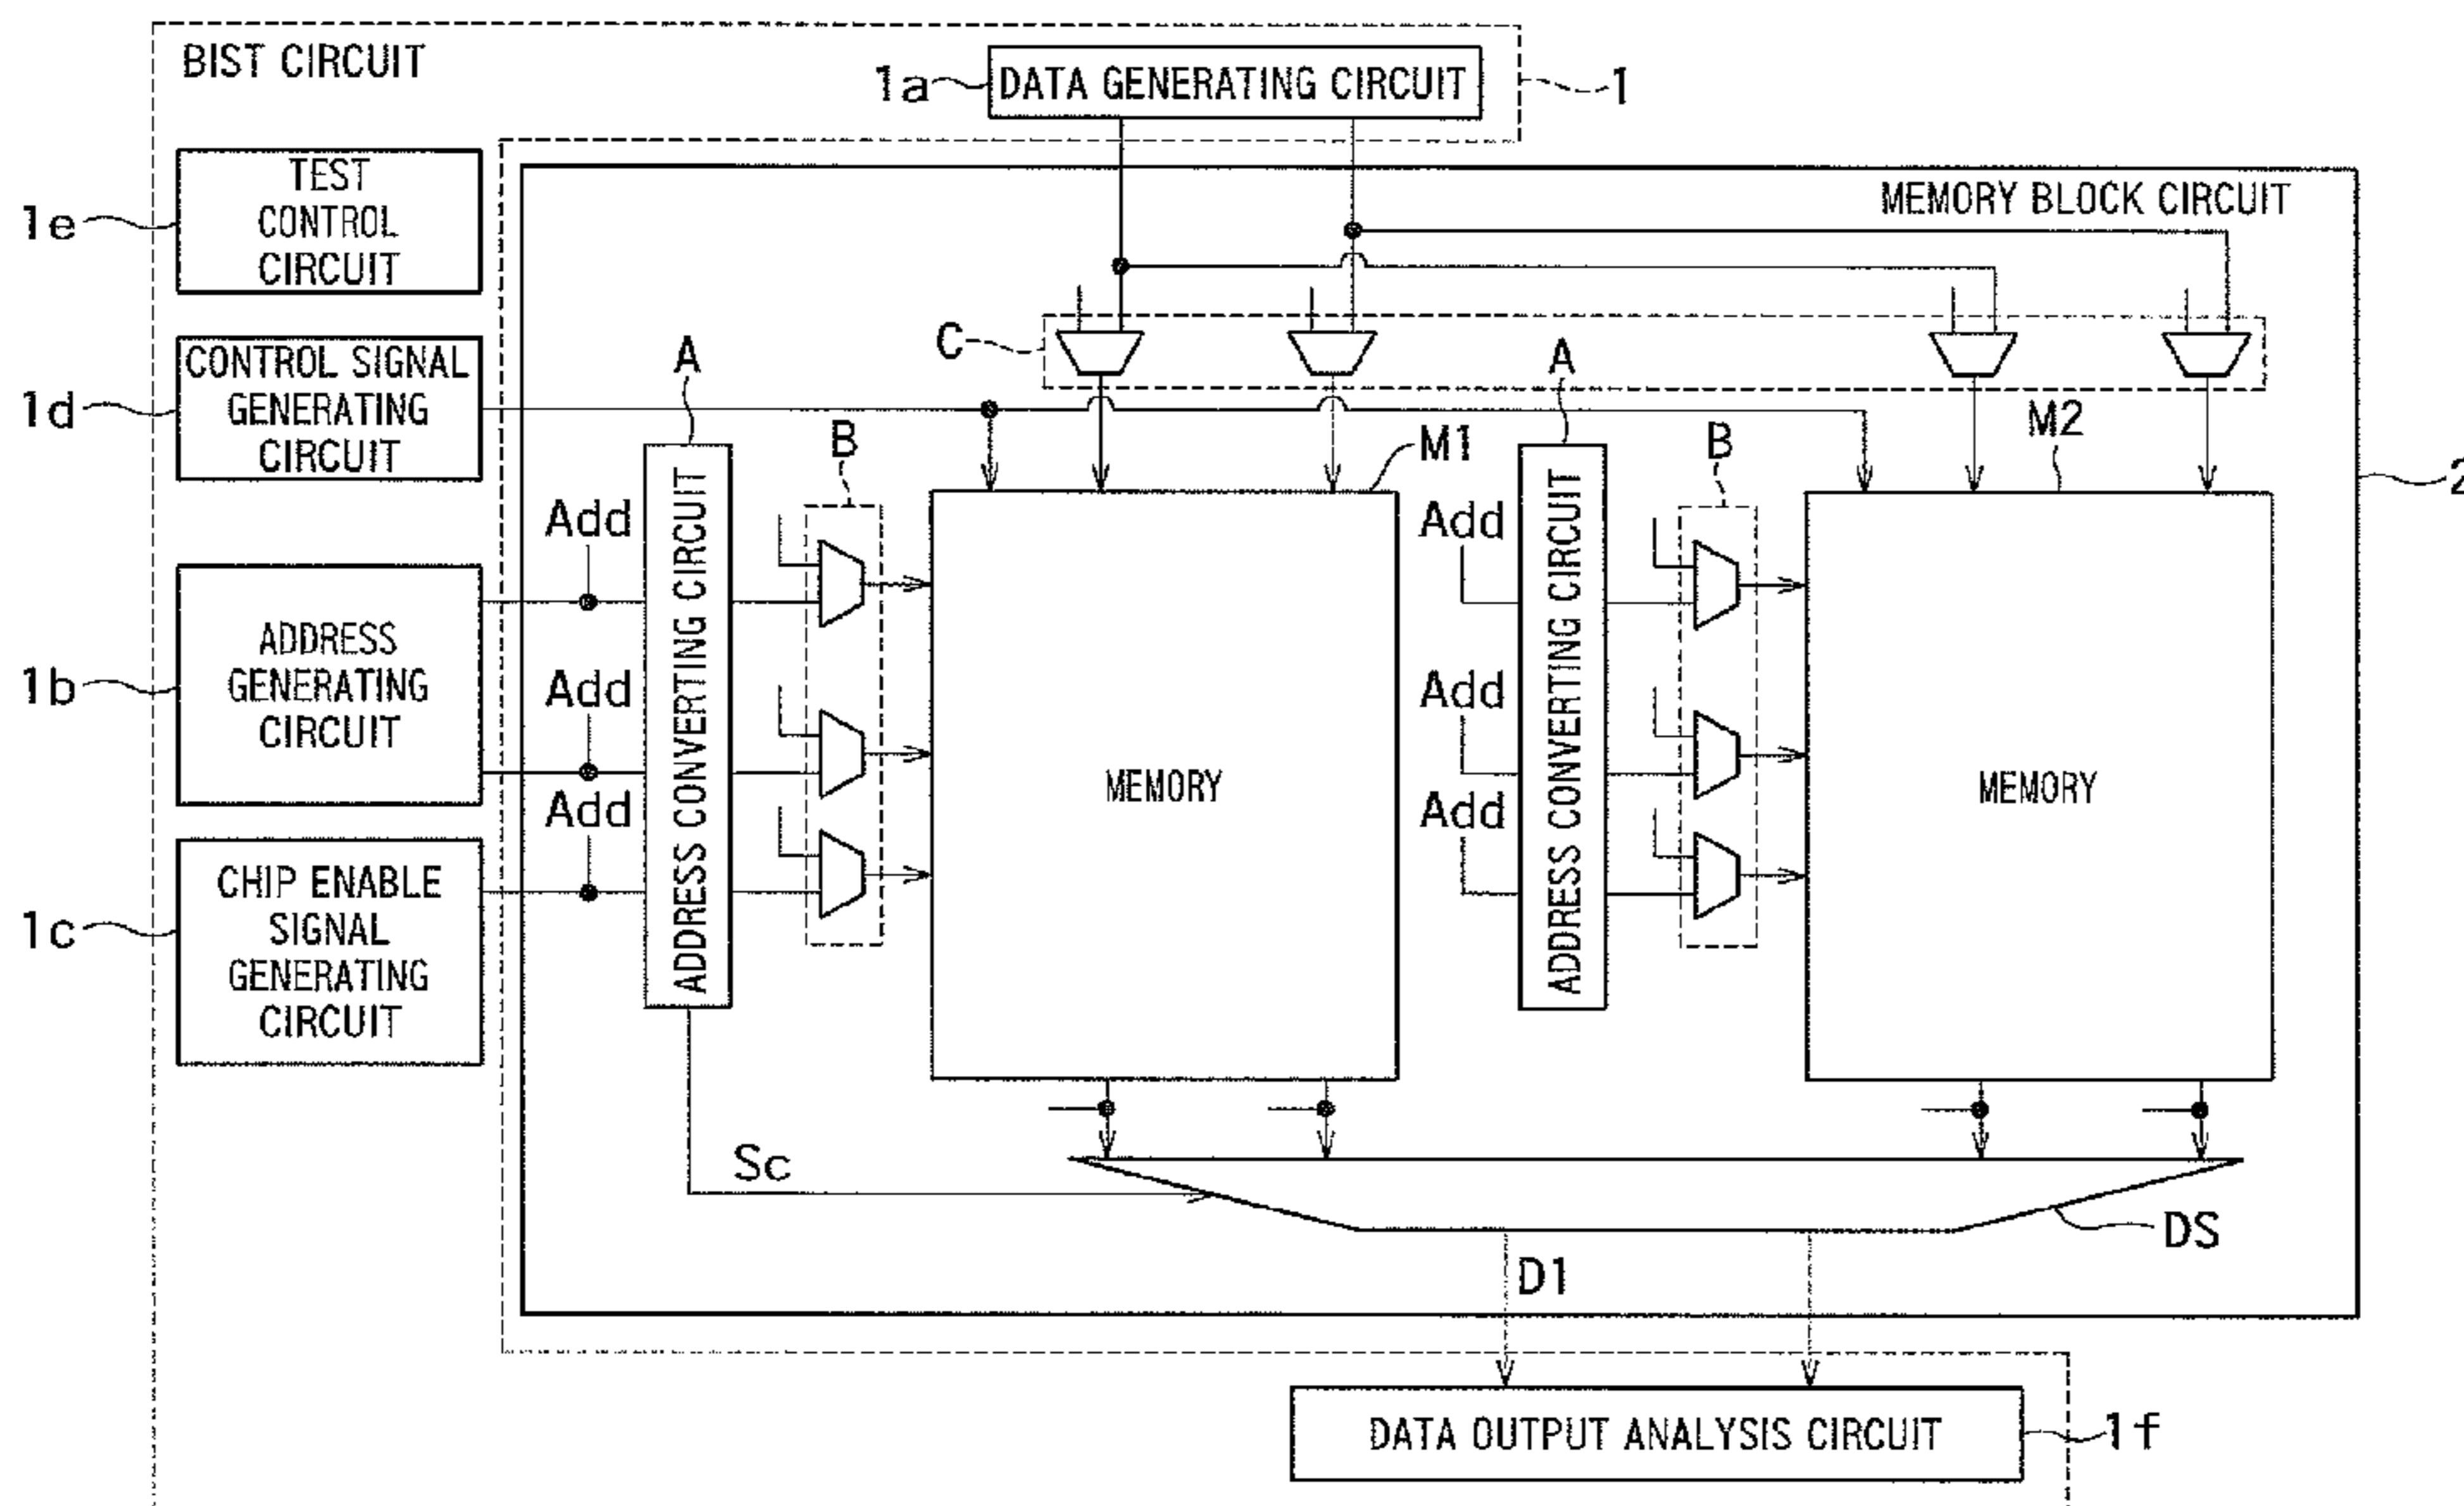 BIST CIRCUIT
1a
DATA GENERATING CIRCUIT
1
TEST
CONTROL
CIRCUIT
1e
MEMORY BLOCK CIRCUIT
CONTROL SIGNAL
GENERATING
CIRCUIT
1d
C
A
A
B
M1
B
M2
2
Add
Add
ADDRESS
GENERATING
CIRCUIT
1b
Add
Add
Add
Add
ADDRESS CONVERTING CIRCUIT
MEMORY
ADDRESS CONVERTING CIRCUIT
MEMORY
CHIP ENABLE
SIGNAL
GENERATING
CIRCUIT
1c
Sc
DS
D1
DATA OUTPUT ANALYSIS CIRCUIT
1f